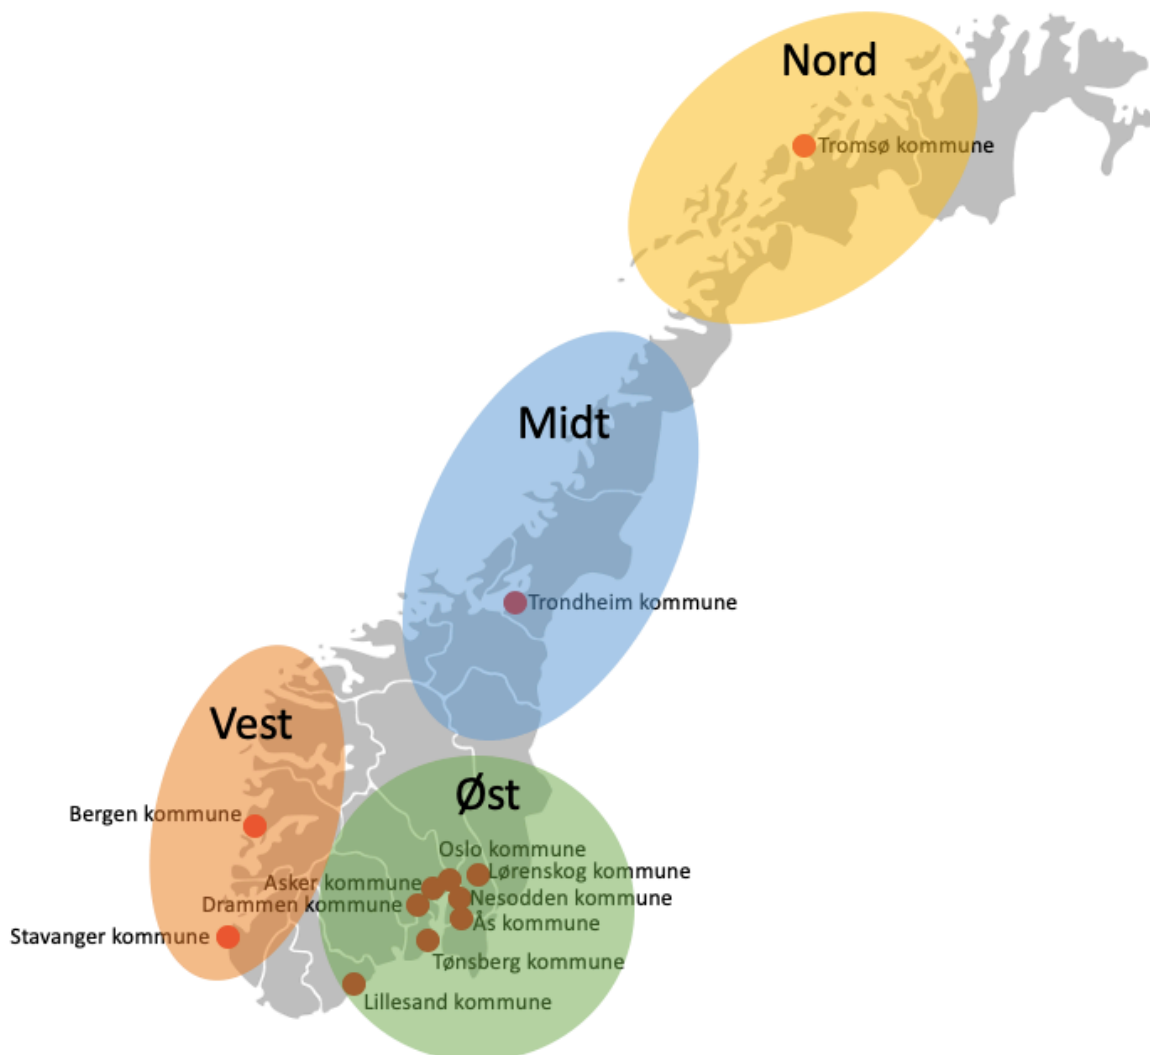 Nord
Tromsø kommune
Midt
Trondheim kommune
Vest
Bergen kommune
Stavanger kommune
Øst
Oslo kommune
Lørenskog kommune
Asker kommune
Nesodden kommune
Drammen kommune
Ås kommune
Tønsberg kommune
Lillesand kommune